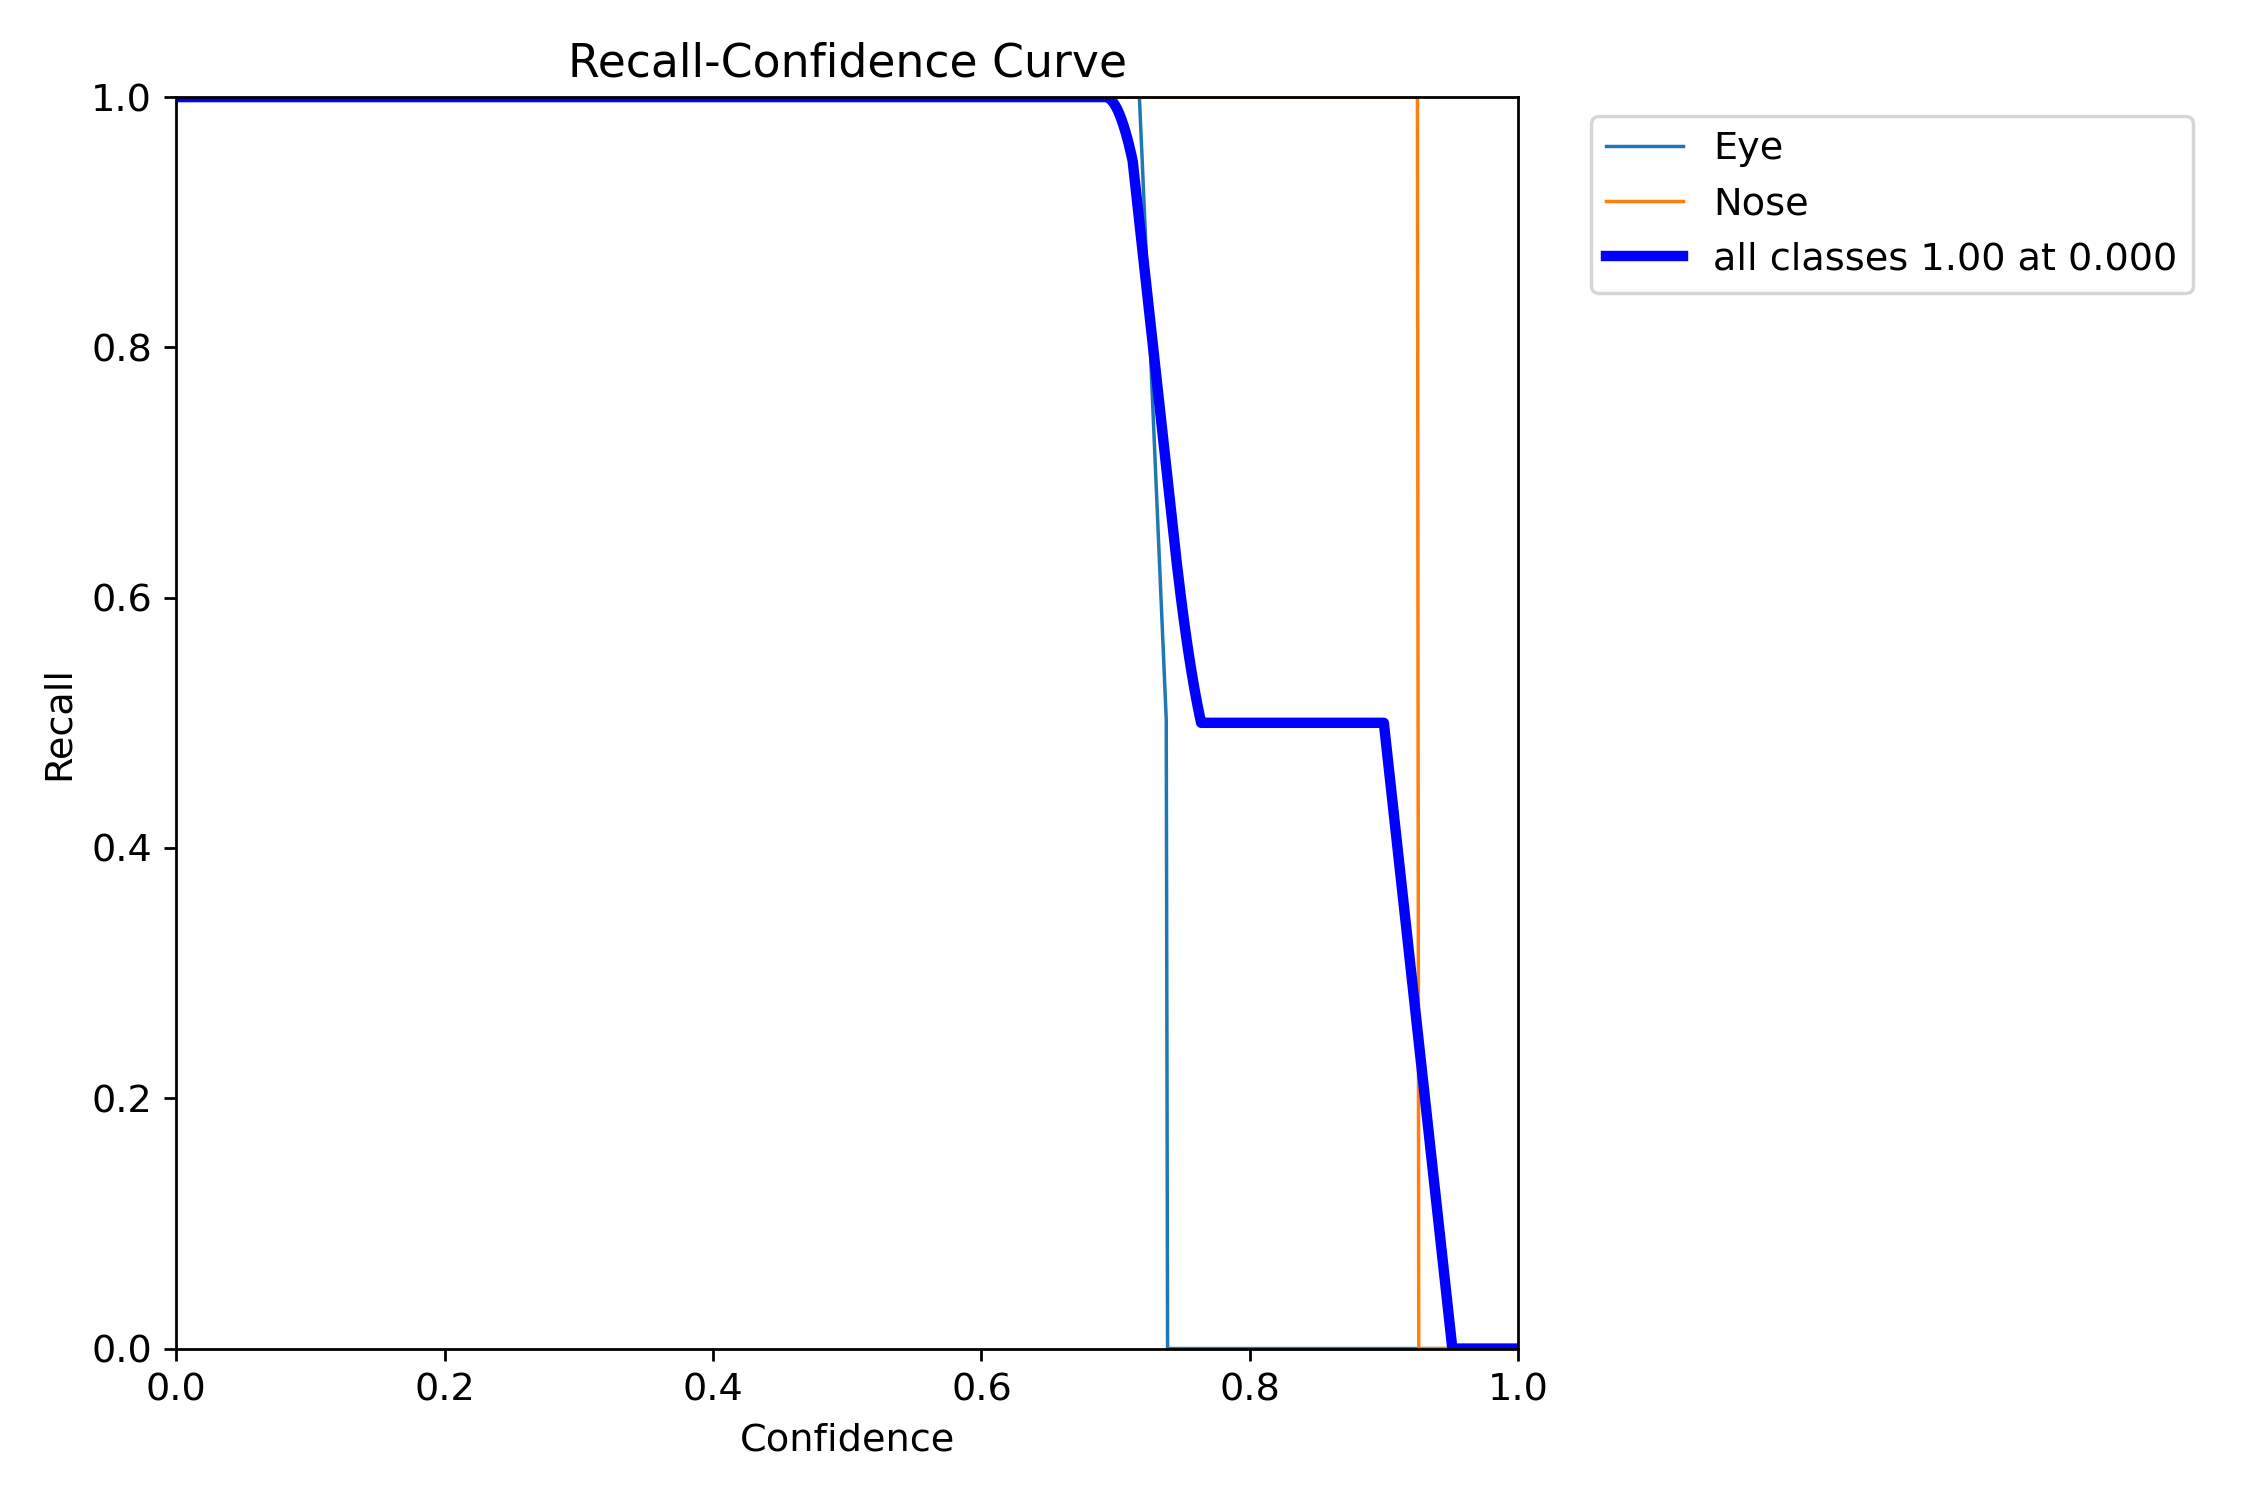 Recall-Confidence Curve
1.0
0.8
0.6
0.4
0.2
0.0
Recall
0.0 0.2 0.4 0.6 0.8 1.0
Confidence
Eye
Nose
all classes 1.00 at 0.000